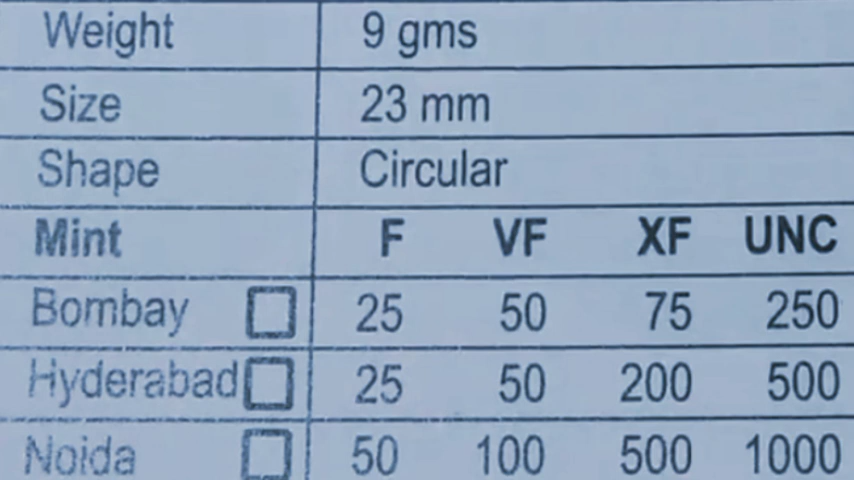 Weight 9 gms
Size 23 mm
Shape Circular
Mint F VF XF UNC
Bombay 25 50 75 250
Hyderabad 25 50 200 500
Noida 50 100 500 1000